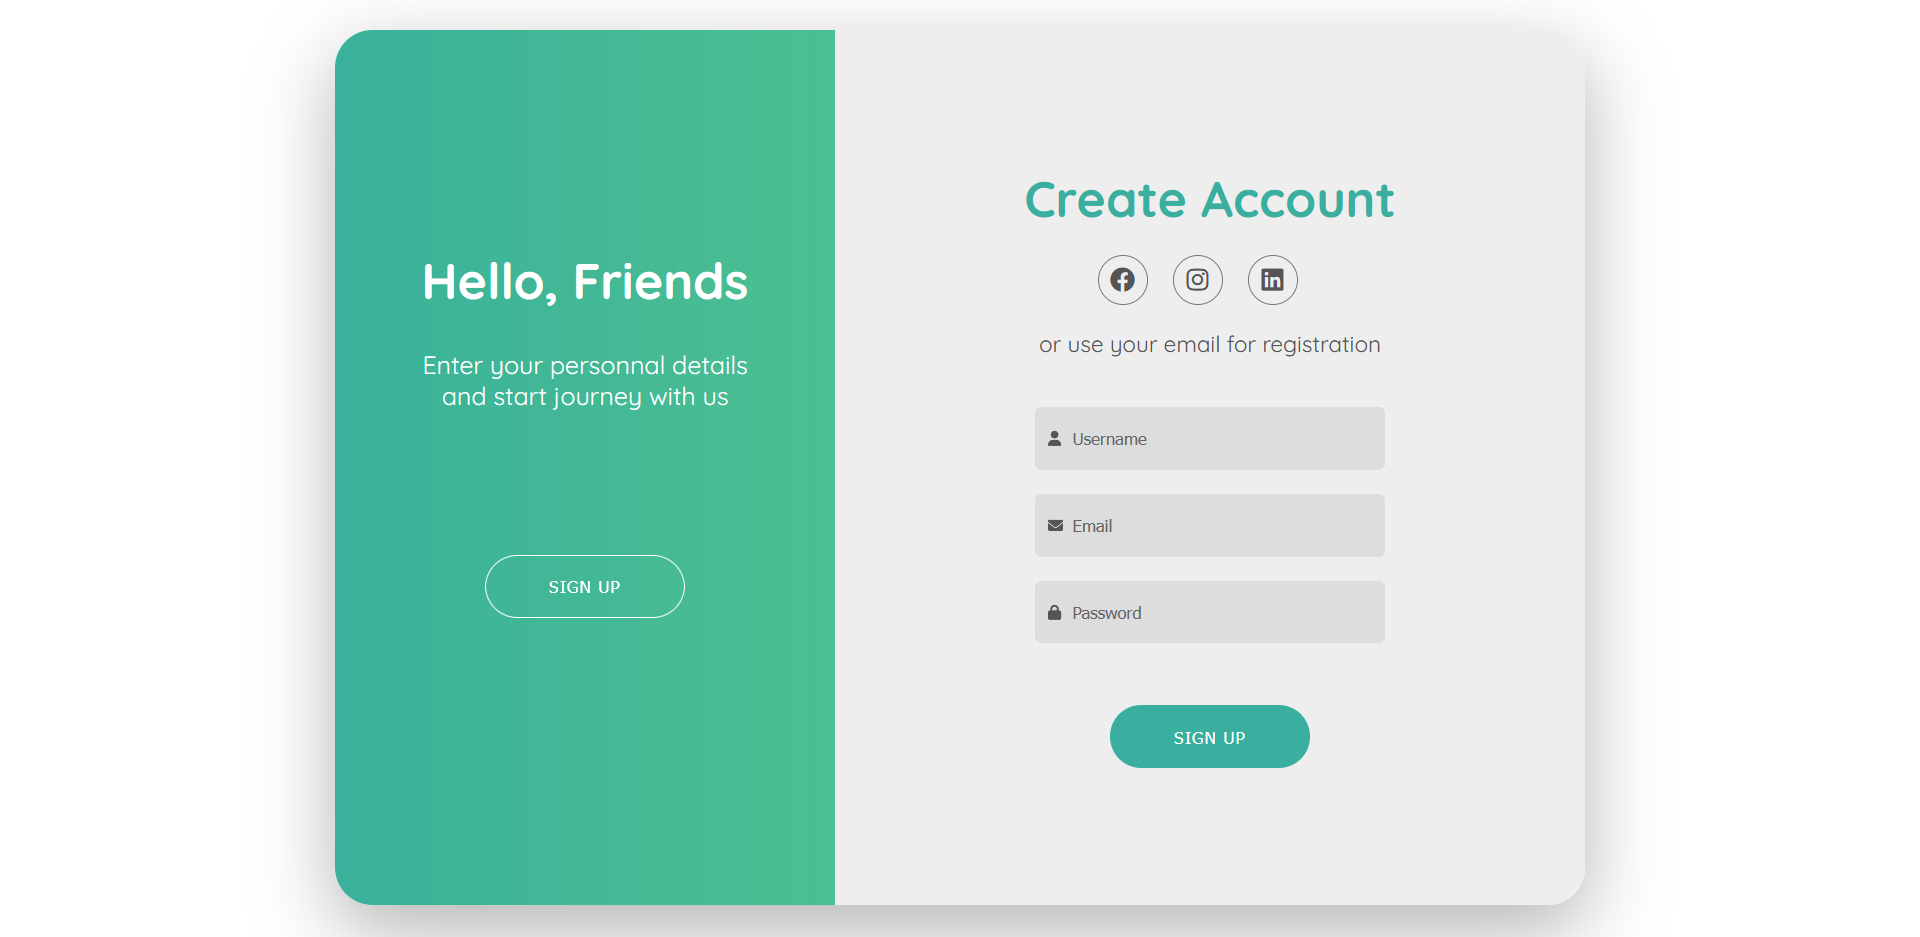 Hello, Friends
Enter your personnal details
and start journey with us
SIGN UP
Create Account
or use your email for registration
Username
Email
Password
SIGN UP